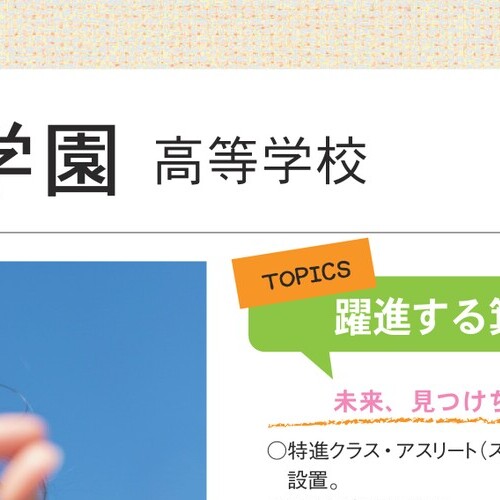 学園 高等学校
TOPICS
躍進する
未来、見つけ
○特進クラス・アスリート(ス
設置。